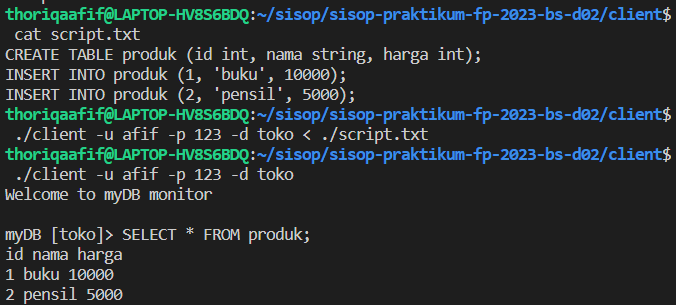 thoriqaafif@LAPTOP-HV8S6BDQ:~/sisop/sisop-praktikum-fp-2023-bs-d02/client$
cat script.txt
CREATE TABLE produk (id int, nama string, harga int);
INSERT INTO produk (1, 'buku', 10000);
INSERT INTO produk (2, 'pensil', 5000);
thoriqaafif@LAPTOP-HV8S6BDQ:~/sisop/sisop-praktikum-fp-2023-bs-d02/client$
./client -u afif -p 123 -d toko < ./script.txt
thoriqaafif@LAPTOP-HV8S6BDQ:~/sisop/sisop-praktikum-fp-2023-bs-d02/client$
./client -u afif -p 123 -d toko
Welcome to myDB monitor
myDB [toko]> SELECT * FROM produk;
id nama harga
1 buku 10000
2 pensil 5000